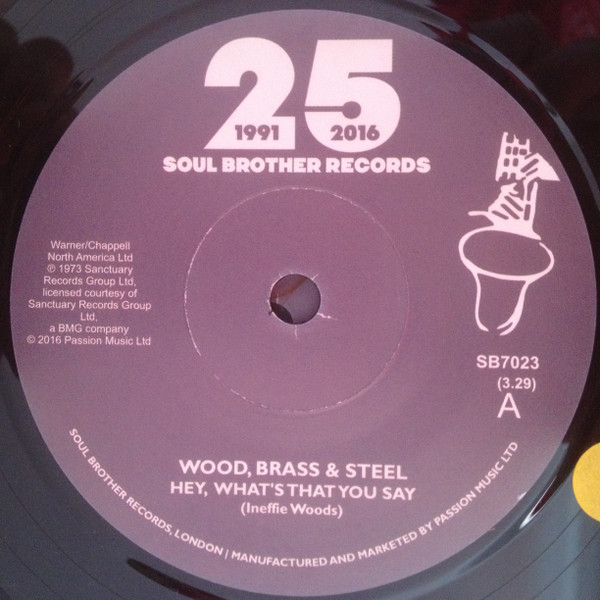 25
1991 2016
SOUL BROTHER RECORDS
Warner/Chappell
North America Ltd
℗ 1973 Sanctuary
Records Group Ltd,
licensed courtesy of
Sanctuary Records Group
Ltd,
a BMG company
© 2016 Passion Music Ltd
SB7023
(3.29)
A
WOOD, BRASS & STEEL
HEY, WHAT'S THAT YOU SAY
(Ineffie Woods)
SOUL BROTHER RECORDS, LONDON | MANUFACTURED AND MARKETED BY PASSION MUSIC LTD